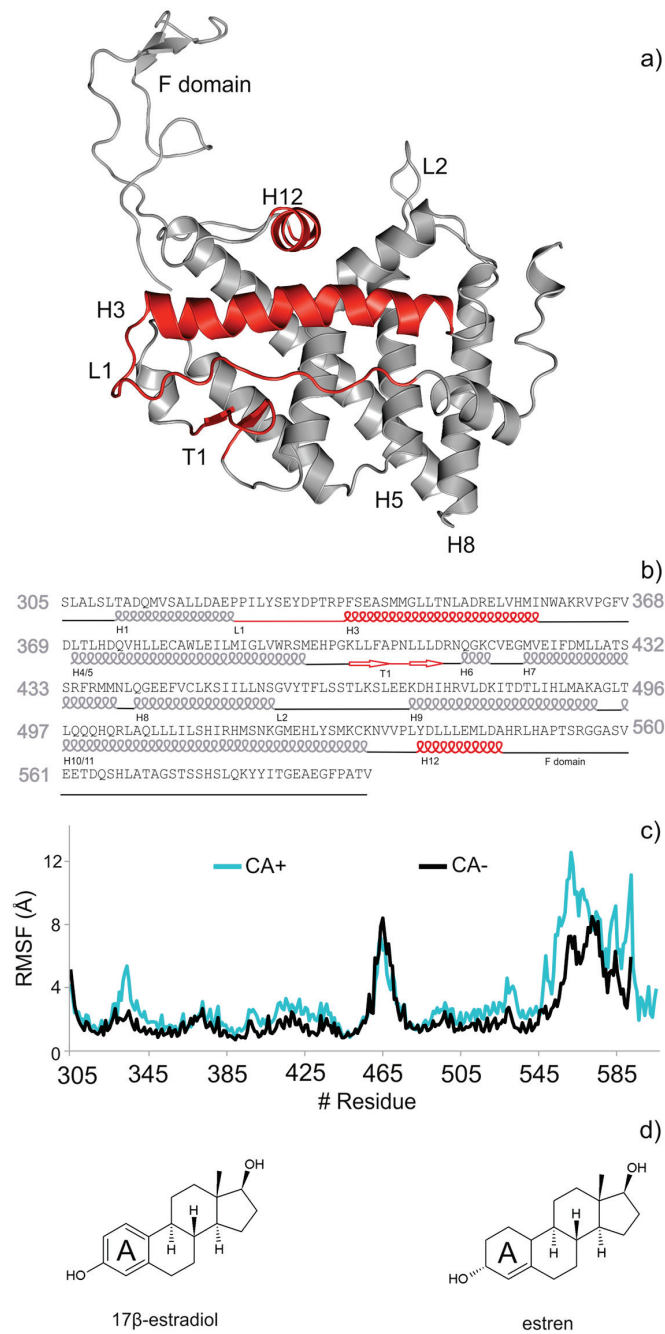 a)
F domain
L2
H12
H3
L1
T1
H5
H8
b)
305 SLALSLTADQMVSALLDAEPPILYSEYDPTRPFSEASMMGLLTNLADRELVHMINWAKRVPGFV 368
H1 L1 H3
369 DLTLHDQVHLLECAWLEILMIGLVWRSMEHPGKLLFAPNLLLDRNQGKCVEGMVEIFDMLLATS 432
H4/5 T1 H6 H7
433 SRFRMMNLQGEEFVCLKSIILLNSGVYTFLSSTLKSLEEKDHIHRVLDKITDTLIHLMAKAGLT 496
H8 L2 H9
497 LQQQHQRLAQLLLILSHIRHMSNKGMEHLYSMKCKNVVPLYDLLLEMLDAHRLHAPTSRGGASV 560
H10/11 H12 F domain
561 EETDQSHLATAGSTSSHSLQKYYITGEAEGFPATV
c)
CA+ CA-
RMSF (Å)
12
8
4
0
305 345 385 425 465 505 545 585
# Residue
d)
OH OH
A A
H H H H
HO HO
17β-estradiol estren